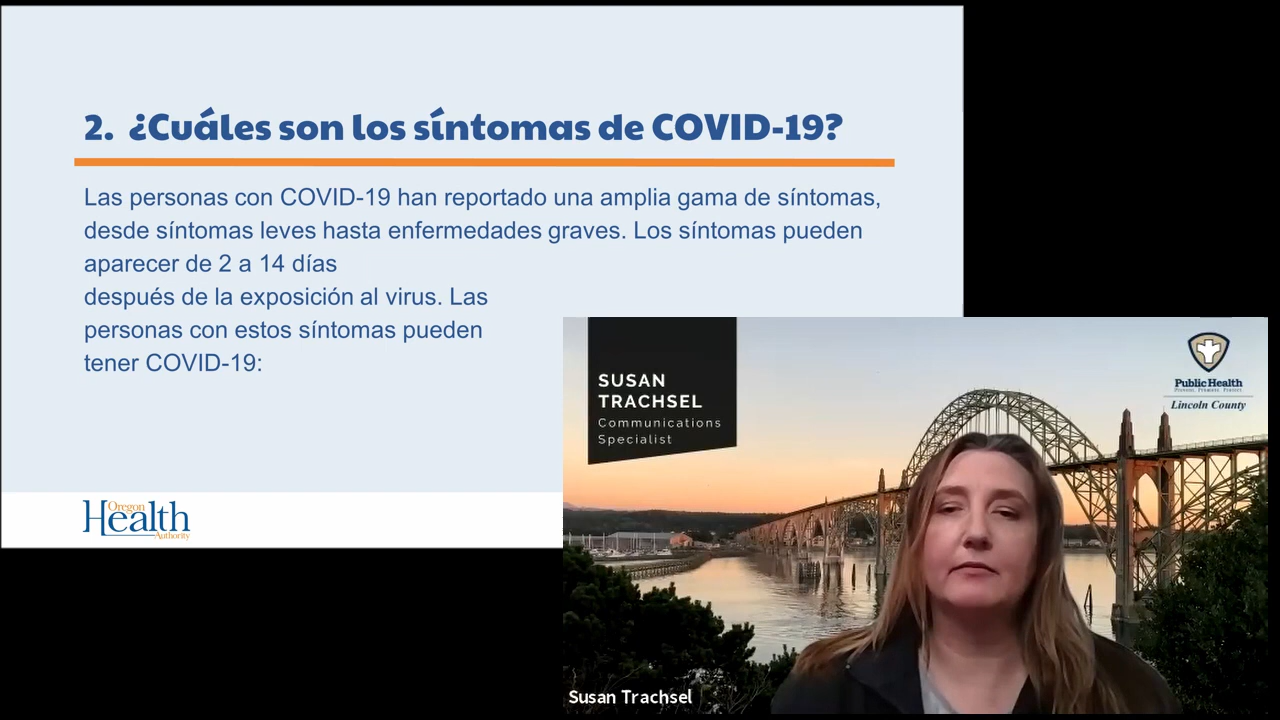 2. ¿Cuáles son los síntomas de COVID-19?
Las personas con COVID-19 han reportado una amplia gama de síntomas,
desde síntomas leves hasta enfermedades graves. Los síntomas pueden
aparecer de 2 a 14 días
después de la exposición al virus. Las
personas con estos síntomas pueden
tener COVID-19:
Oregon
Health
Authority
SUSAN
TRACHSEL
Communications
Specialist
Public Health
Prevent. Promote. Protect.
Lincoln County
Susan Trachsel